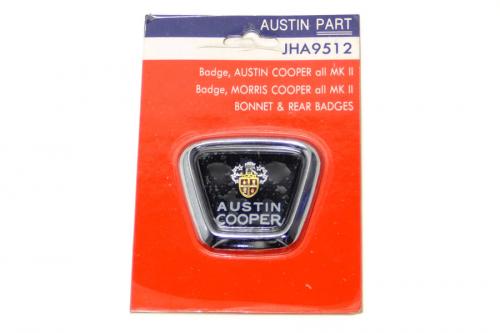 AUSTIN PART
JHA9512
Badge, AUSTIN COOPER all MK II
Badge, MORRIS COOPER all MK II
BONNET & REAR BADGES
AUSTIN
COOPER